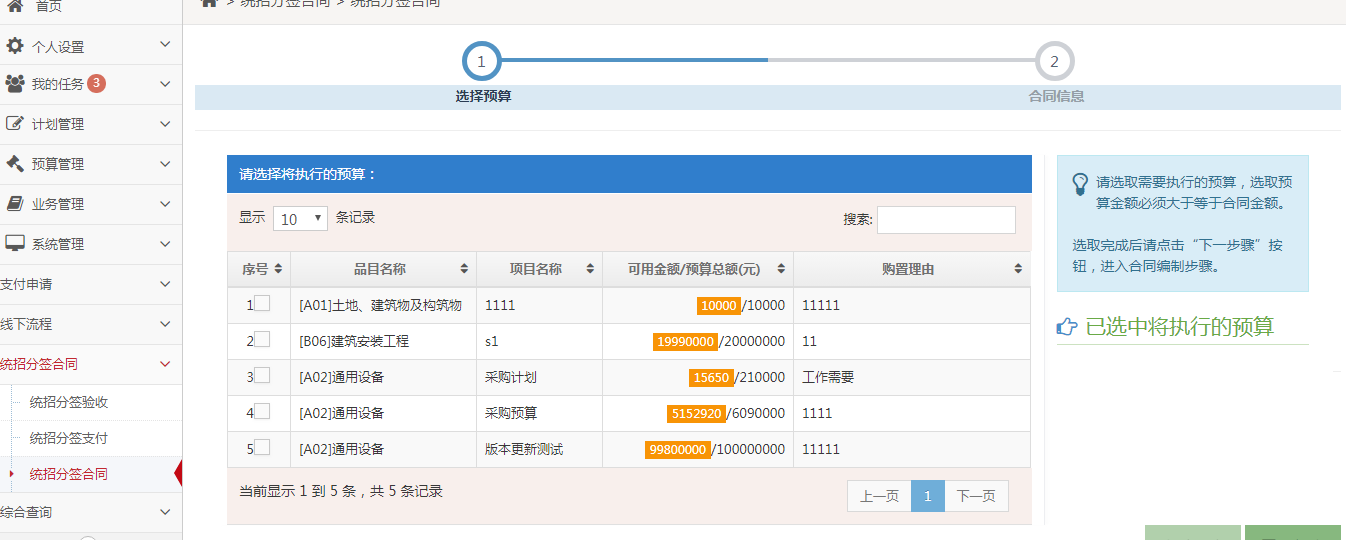 首页
> 统招分签合同 > 统招分签合同
个人设置
我的任务 3
计划管理
预算管理
业务管理
系统管理
支付申请
线下流程
统招分签合同
统招分签验收
统招分签支付
统招分签合同
综合查询
1
2
选择预算
合同信息
请选择将执行的预算：
显示 10 条记录
搜索:
序号 品目名称 项目名称 可用金额/预算总额(元) 购置理由
1 [A01]土地、建筑物及构筑物 1111 10000/10000 11111
2 [B06]建筑安装工程 s1 19990000/20000000 11
3 [A02]通用设备 采购计划 15650/210000 工作需要
4 [A02]通用设备 采购预算 5152920/6090000 1111
5 [A02]通用设备 版本更新测试 99800000/100000000 11111
当前显示 1 到 5 条，共 5 条记录
上一页 1 下一页
请选取需要执行的预算，选取预
算金额必须大于等于合同金额。
选取完成后请点击“下一步骤”按
钮，进入合同编制步骤。
已选中将执行的预算